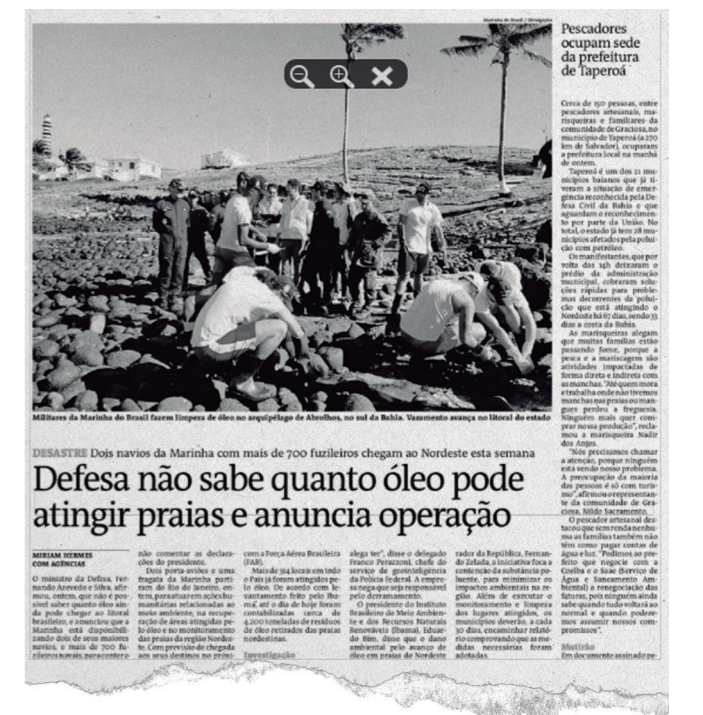 Marinha do Brasil / Divulgação
Militares da Marinha do Brasil fazem limpeza de óleo no arquipélago de Abrolhos, no sul da Bahia. Vazamento avança no litoral do estado
DESASTRE Dois navios da Marinha com mais de 700 fuzileiros chegam ao Nordeste esta semana
Defesa não sabe quanto óleo pode
atingir praias e anuncia operação
MIRIAM HERMES
COM AGÊNCIAS
O ministro da Defesa, Fer-
nando Azevedo e Silva, afir-
mou, ontem, que não é pos-
sível saber quanto óleo ain-
da pode chegar ao litoral
brasileiro, e anunciou que a
Marinha está disponibili-
zando dois de seus maiores
navios, e mais de 700 fu-
zileiros navais, para conter o
não comentar as declara-
ções do presidente.
Dois porta-aviões e uma
fragata da Marinha parti-
ram do Rio de Janeiro, on-
tem, para atuar em ações hu-
manitárias relacionadas ao
meio ambiente, na recupe-
ração de áreas atingidas pe-
lo óleo e no monitoramento
das praias da região Nordes-
te. Com previsão de chegada
aos seus destinos no próxi-
com a Força Aérea Brasileira
(FAB).
Mais de 314 locais em todo
o País já foram atingidos pe-
lo óleo. De acordo com le-
vantamento feito pelo Iba-
ma, até o dia de hoje foram
contabilizadas cerca de
4.200 toneladas de resíduos
de óleo retirados das praias
nordestinas.
Investigação
alega ter", disse o delegado
Franco Perazzoni, chefe do
serviço de geointeligência
da Polícia Federal. A empre-
sa nega que seja responsável
pelo derramamento.
O presidente do Instituto
Brasileiro de Meio Ambien-
te e dos Recursos Naturais
Renováveis (Ibama), Eduar-
do Bim, disse que o dano
ambiental pelo avanço de
óleo em praias do Nordeste
rador da República, Fernan-
do Zelada, a iniciativa foca a
contenção da substância po-
luente, para minimizar os
impactos ambientais na re-
gião. Além de executar o
monitoramento e limpeza
dos lugares atingidos, os
municípios deverão, a cada
30 dias, encaminhar relató-
rio comprovando que as me-
didas necessárias foram
adotadas.
Pescadores
ocupam sede
da prefeitura
de Taperoá
Cerca de 150 pessoas, entre
pescadores artesanais, ma-
risqueiras e familiares da
comunidade de Graciosa, no
município de Taperoá (a 270
km de Salvador), ocuparam
a prefeitura local na manhã
de ontem.
Taperoá é um dos 21 mu-
nicípios baianos que já ti-
veram a situação de emer-
gência reconhecida pela De-
fesa Civil da Bahia e que
aguardam o reconhecimen-
to por parte da União. No
total, o estado já tem 28 mu-
nicípios afetados pela polui-
ção com petróleo.
Os manifestantes, que por
volta das 14h deixaram o
prédio da administração
municipal, cobraram solu-
ções rápidas para proble-
mas decorrentes da polui-
ção que está atingindo o
Nordeste há 67 dias, sendo 33
dias a costa da Bahia.
As marisqueiras alegam
que muitas famílias estão
passando fome, porque a
pesca e a mariscagem são
atividades impactadas de
forma direta e indireta com
as manchas. "Até quem mora
e trabalha onde não tivemos
manchas nas praias ou man-
gues perdeu a freguesia.
Ninguém mais quer com-
prar nossa produção", recla-
mou a marisqueira Nadir
dos Anjos.
"Nós precisamos chamar
a atenção, porque ninguém
está vendo nosso problema.
A preocupação da maioria
das pessoas é só com turis-
mo", afirmou o representan-
te da comunidade de Gra-
ciosa, Nildo Sacramento.
O pescador artesanal des-
tacou que sem renda nenhu-
ma as famílias também não
têm como pagar contas de
água e luz. "Pedimos ao pre-
feito que negocie com a
Coelba e o Saae (Serviço de
Água e Saneamento Am-
biental) a renegociação das
faturas, pois ninguém ainda
sabe quando tudo voltará ao
normal e quando podere-
mos assumir nossos com-
promissos".
Mutirão
Em documento assinado pe-